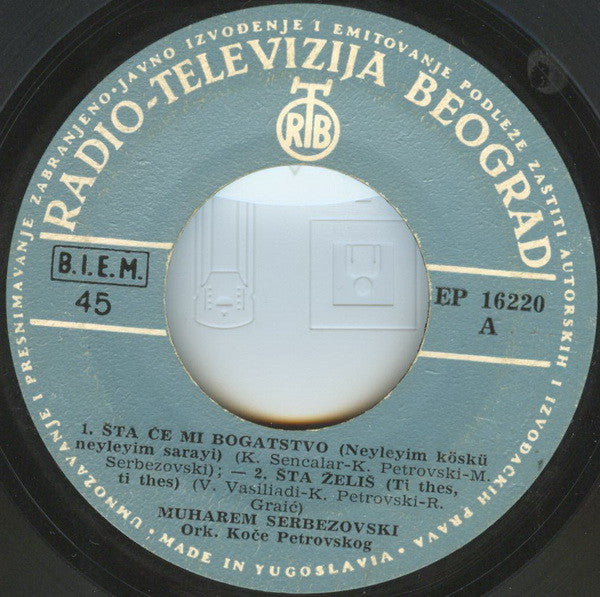 UMNOŽAVANJE I PRESNIMAVANJE ZABRANJENO·JAVNO IZVOĐENJE I EMITOVANJE PODLEŽE ZAŠTITI AUTORSKIH I IZVOĐAČKIH PRAVA·
RADIO-TELEVIZIJA BEOGRAD
RTB
B.I.E.M.
45
EP 16220
A
1. ŠTA ĆE MI BOGATSTVO (Neyleyim köskü
neyleyim sarayi) (K. Sencalar-K. Petrovski-M.
Serbezovski); — 2. ŠTA ŽELIŠ (Ti thes,
ti thes) (V. Vasiliadi-K. Petrovski-R.
Graić)
MUHAREM SERBEZOVSKI
Ork. Koče Petrovskog
MADE IN YUGOSLAVIA·